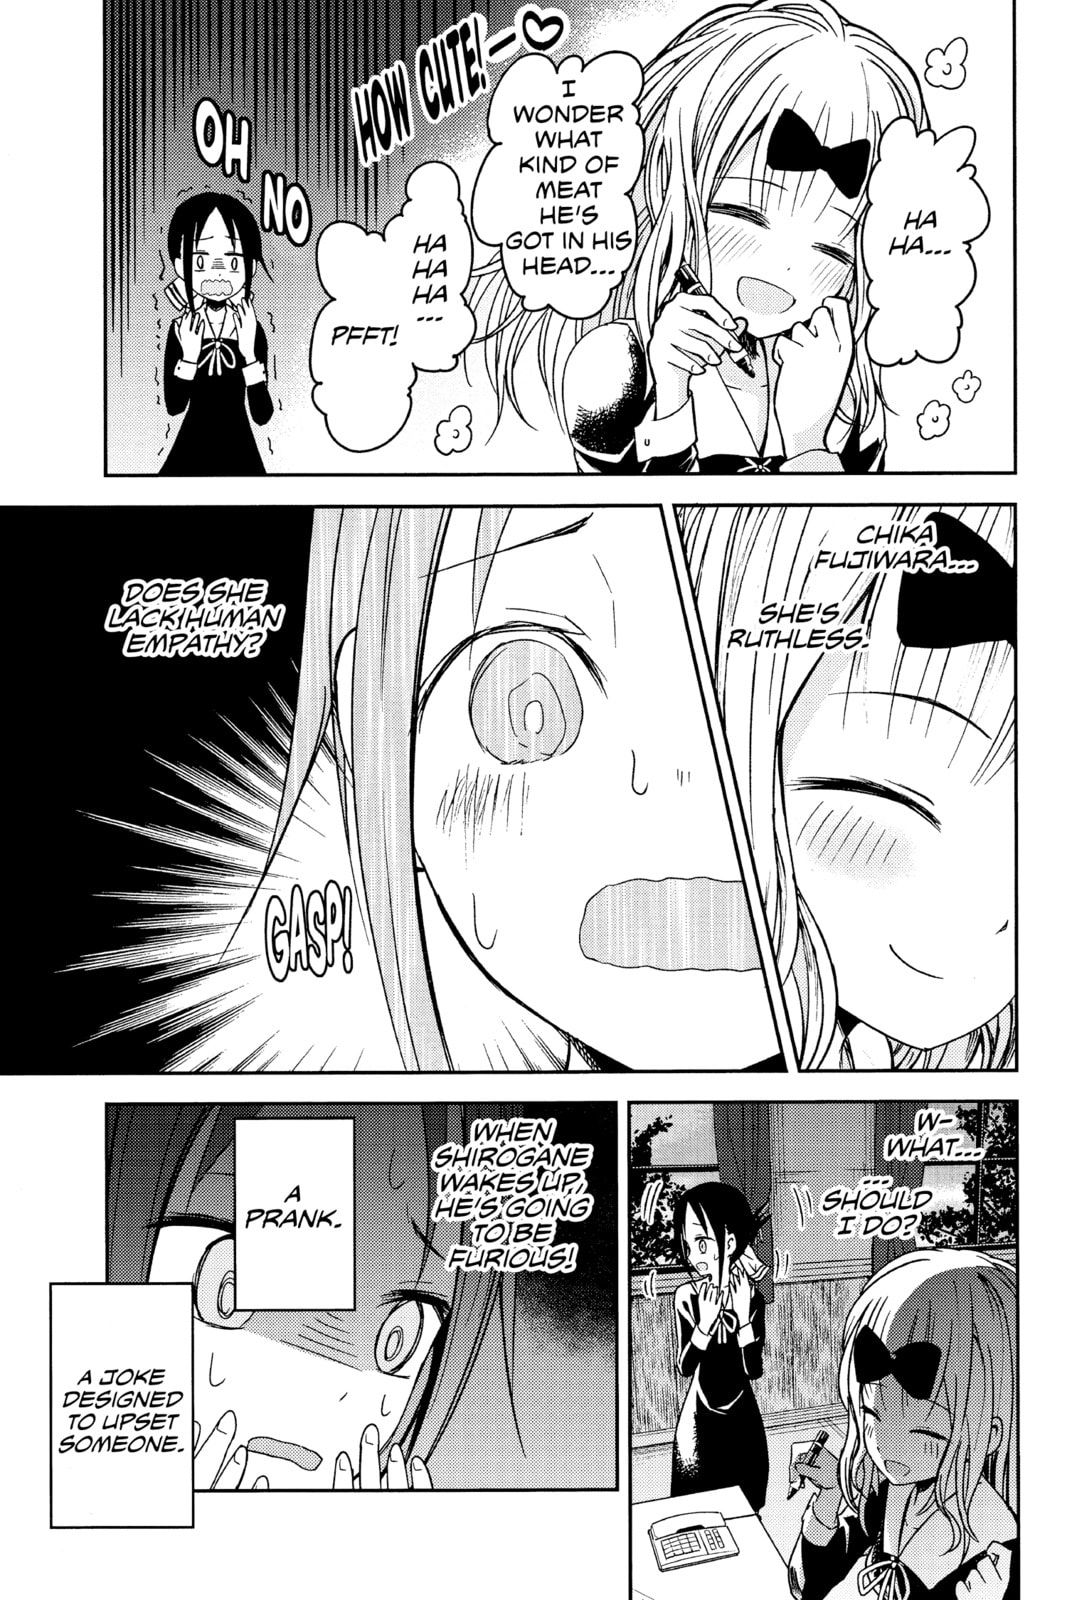 HA
HA...
I
WONDER
WHAT
KIND OF
MEAT
HE'S
GOT IN HIS
HEAD...
HOW CUTE!
HA
HA
HA
...
PFFT!
OH
NO
CHIKA
FUJIWARA...
SHE'S
RUTHLESS.
DOES SHE
LACK HUMAN
EMPATHY?
GASP!
W-
WHAT...
...
SHOULD
I DO?
WHEN
SHIROGANE
WAKES UP,
HE'S GOING
TO BE
FURIOUS!
A
PRANK.
A JOKE
DESIGNED
TO UPSET
SOMEONE.